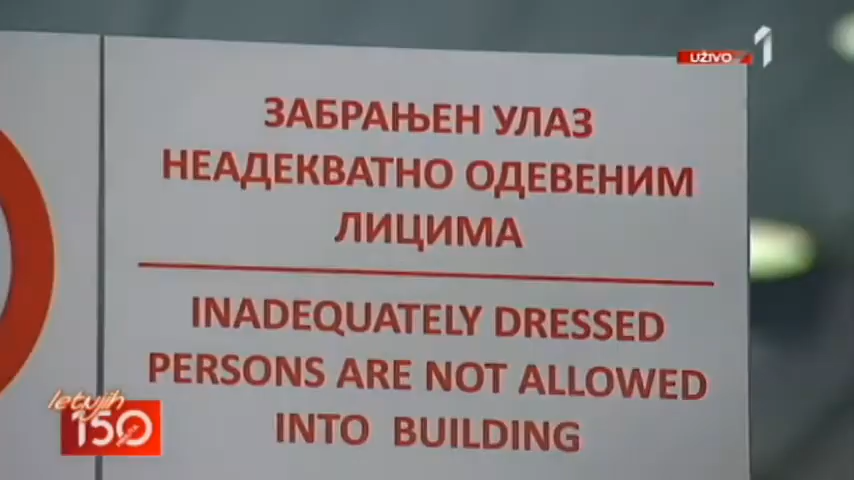 UŽIVO
1
ЗАБРАЊЕН УЛАЗ
НЕАДЕКВАТНО ОДЕВЕНИМ
ЛИЦИМА
INADEQUATELY DRESSED
PERSONS ARE NOT ALLOWED
INTO BUILDING
letnjih
150